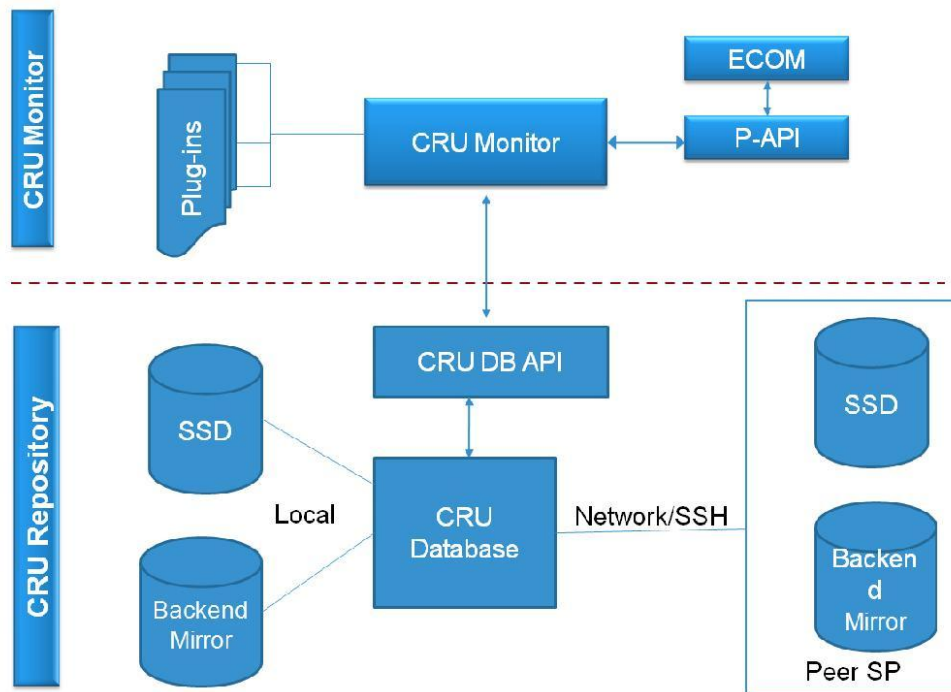 CRU Monitor
Plug-ins
CRU Monitor
ECOM
P-API
CRU Repository
SSD
Backend
Mirror
Local
CRU DB API
CRU
Database
Network/SSH
SSD
Backen
d
Mirror
Peer SP